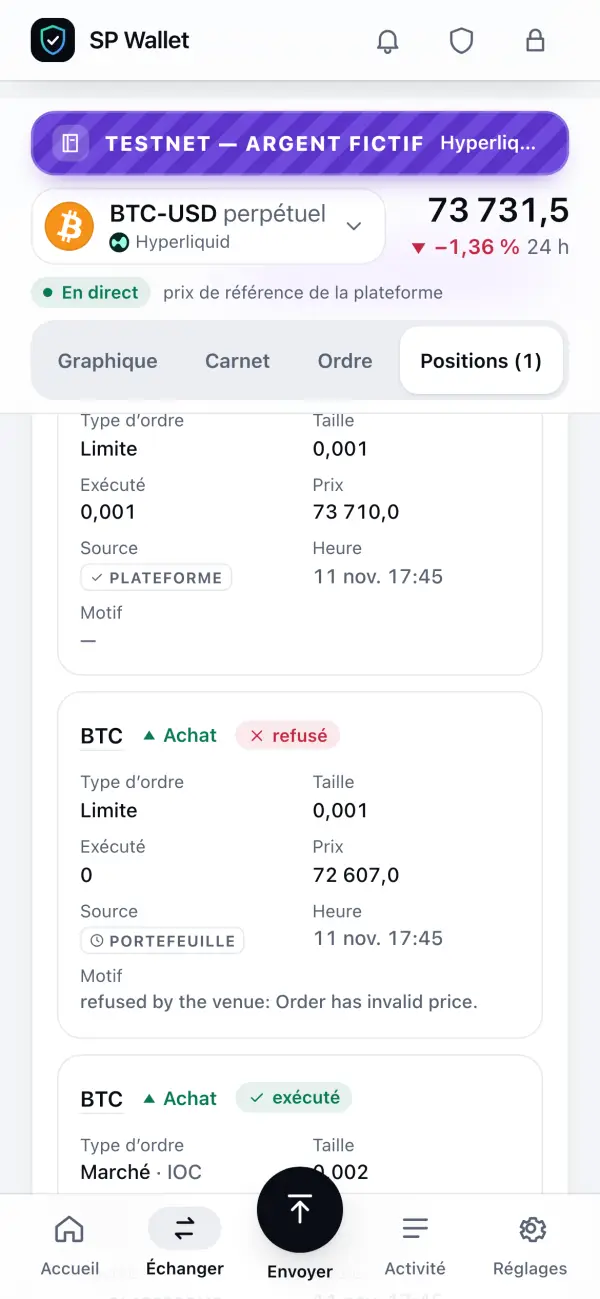 SP Wallet
TESTNET — ARGENT FICTIF Hyperliq...
BTC-USD perpétuel
Hyperliquid
73 731,5
▼ −1,36 % 24 h
En direct
prix de référence de la plateforme
Graphique Carnet Ordre Positions (1)
Type d’ordre Taille
Limite 0,001
Exécuté Prix
0,001 73 710,0
Source Heure
PLATEFORME 11 nov. 17:45
Motif
—
BTC ▲ Achat refusé
Type d’ordre Taille
Limite 0,001
Exécuté Prix
0 72 607,0
Source Heure
PORTEFEUILLE 11 nov. 17:45
Motif
refused by the venue: Order has invalid price.
BTC ▲ Achat exécuté
Type d’ordre Taille
Marché · IOC 0,002
Accueil Échanger Envoyer Activité Réglages